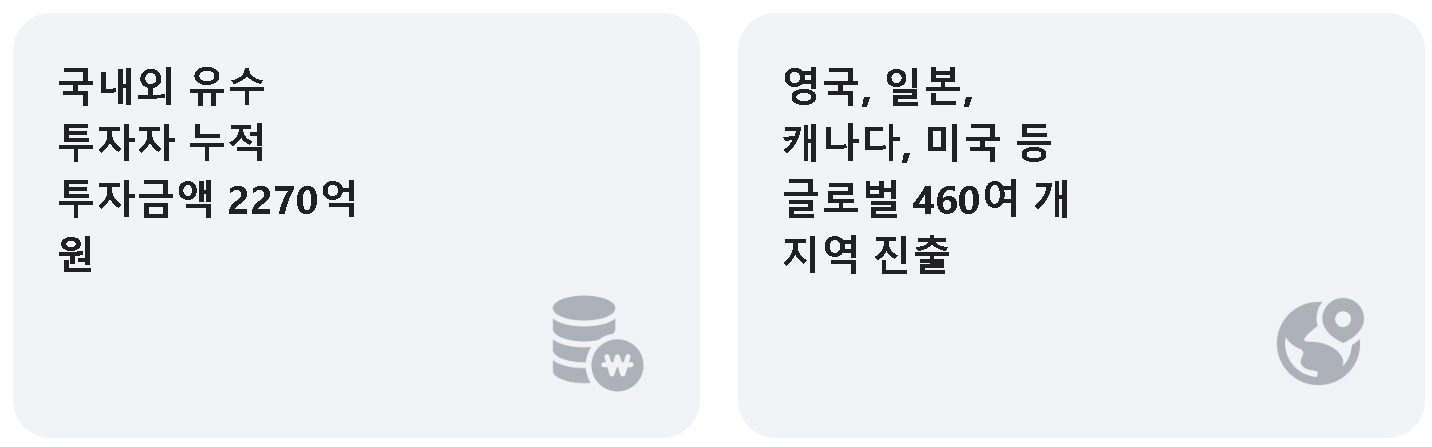 국내외 유수
투자자 누적
투자금액 2270억
원
영국, 일본,
캐나다, 미국 등
글로벌 460여 개
지역 진출
₩